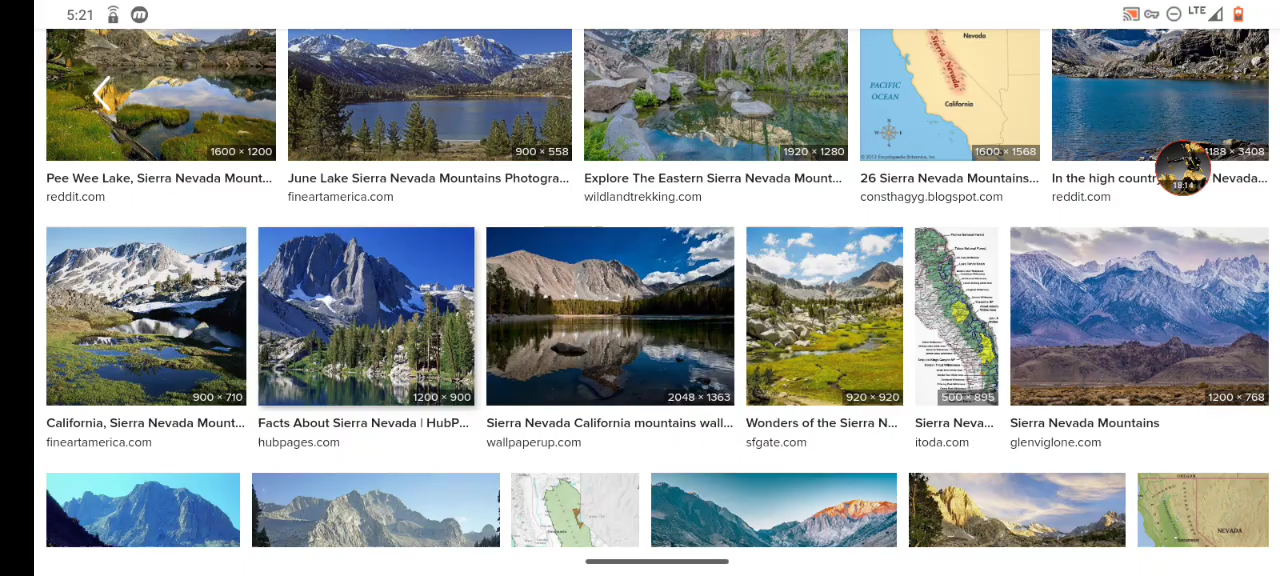 5:21
LTE
Nevada
Sierra Nevada
PACIFIC
OCEAN
California
1600 × 1200
900 × 558
1920 × 1280
1600 × 1568
1188 × 3408
18:14
Pee Wee Lake, Sierra Nevada Mount...
June Lake Sierra Nevada Mountains Photogra...
Explore The Eastern Sierra Nevada Mount...
26 Sierra Nevada Mountains...
In the high countr
Nevada...
reddit.com
fineartamerica.com
wildlandtrekking.com
consthagyg.blogspot.com
reddit.com
900 × 710
1200 × 900
2048 × 1363
920 × 920
500 × 895
1200 × 768
California, Sierra Nevada Mount...
Facts About Sierra Nevada | HubP...
Sierra Nevada California mountains wall...
Wonders of the Sierra N...
Sierra Neva...
Sierra Nevada Mountains
fineartamerica.com
hubpages.com
wallpaperup.com
sfgate.com
itoda.com
glenviglone.com
OREGON
NEVADA